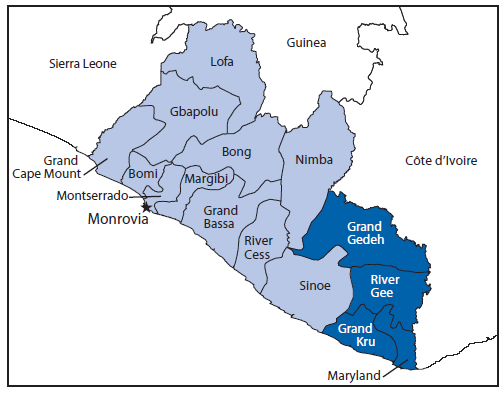 Guinea
Sierra Leone
Lofa
Gbapolu
Bong
Nimba
Côte d’Ivoire
Grand
Cape Mount
Bomi
Margibi
Montserrado
Monrovia
Grand
Bassa
River
Cess
Grand
Gedeh
Sinoe
River
Gee
Grand
Kru
Maryland